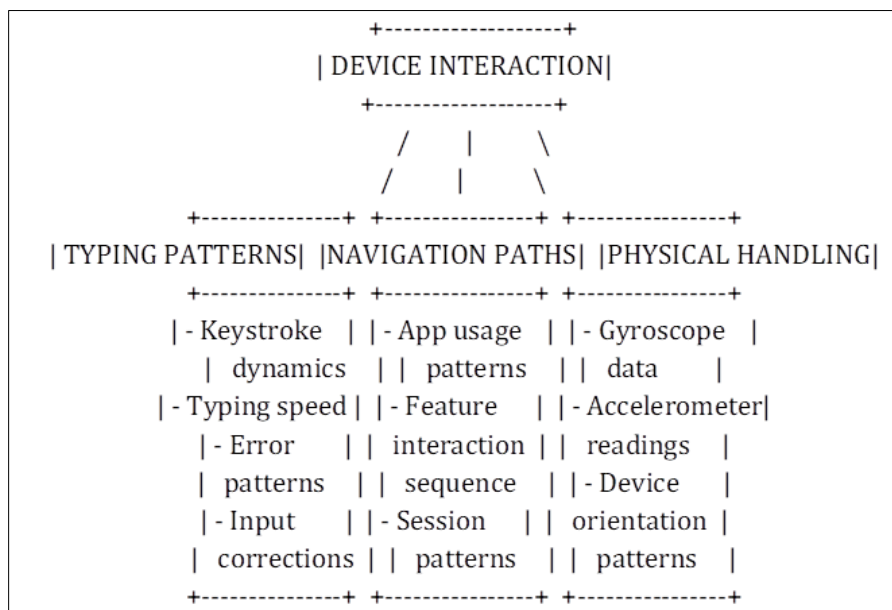 +-------------------+
| DEVICE INTERACTION|
+-------------------+
/ | \
/ | \
+---------------+ +---------------+ +---------------+
| TYPING PATTERNS| |NAVIGATION PATHS| |PHYSICAL HANDLING|
+---------------+ +---------------+ +---------------+
|- Keystroke | |- App usage | |- Gyroscope |
| dynamics | | patterns | | data |
|- Typing speed| |- Feature | |- Accelerometer|
|- Error | | interaction | | readings |
| patterns | | sequence | |- Device |
|- Input | |- Session | | orientation |
| corrections | | patterns | | patterns |
+---------------+ +---------------+ +---------------+